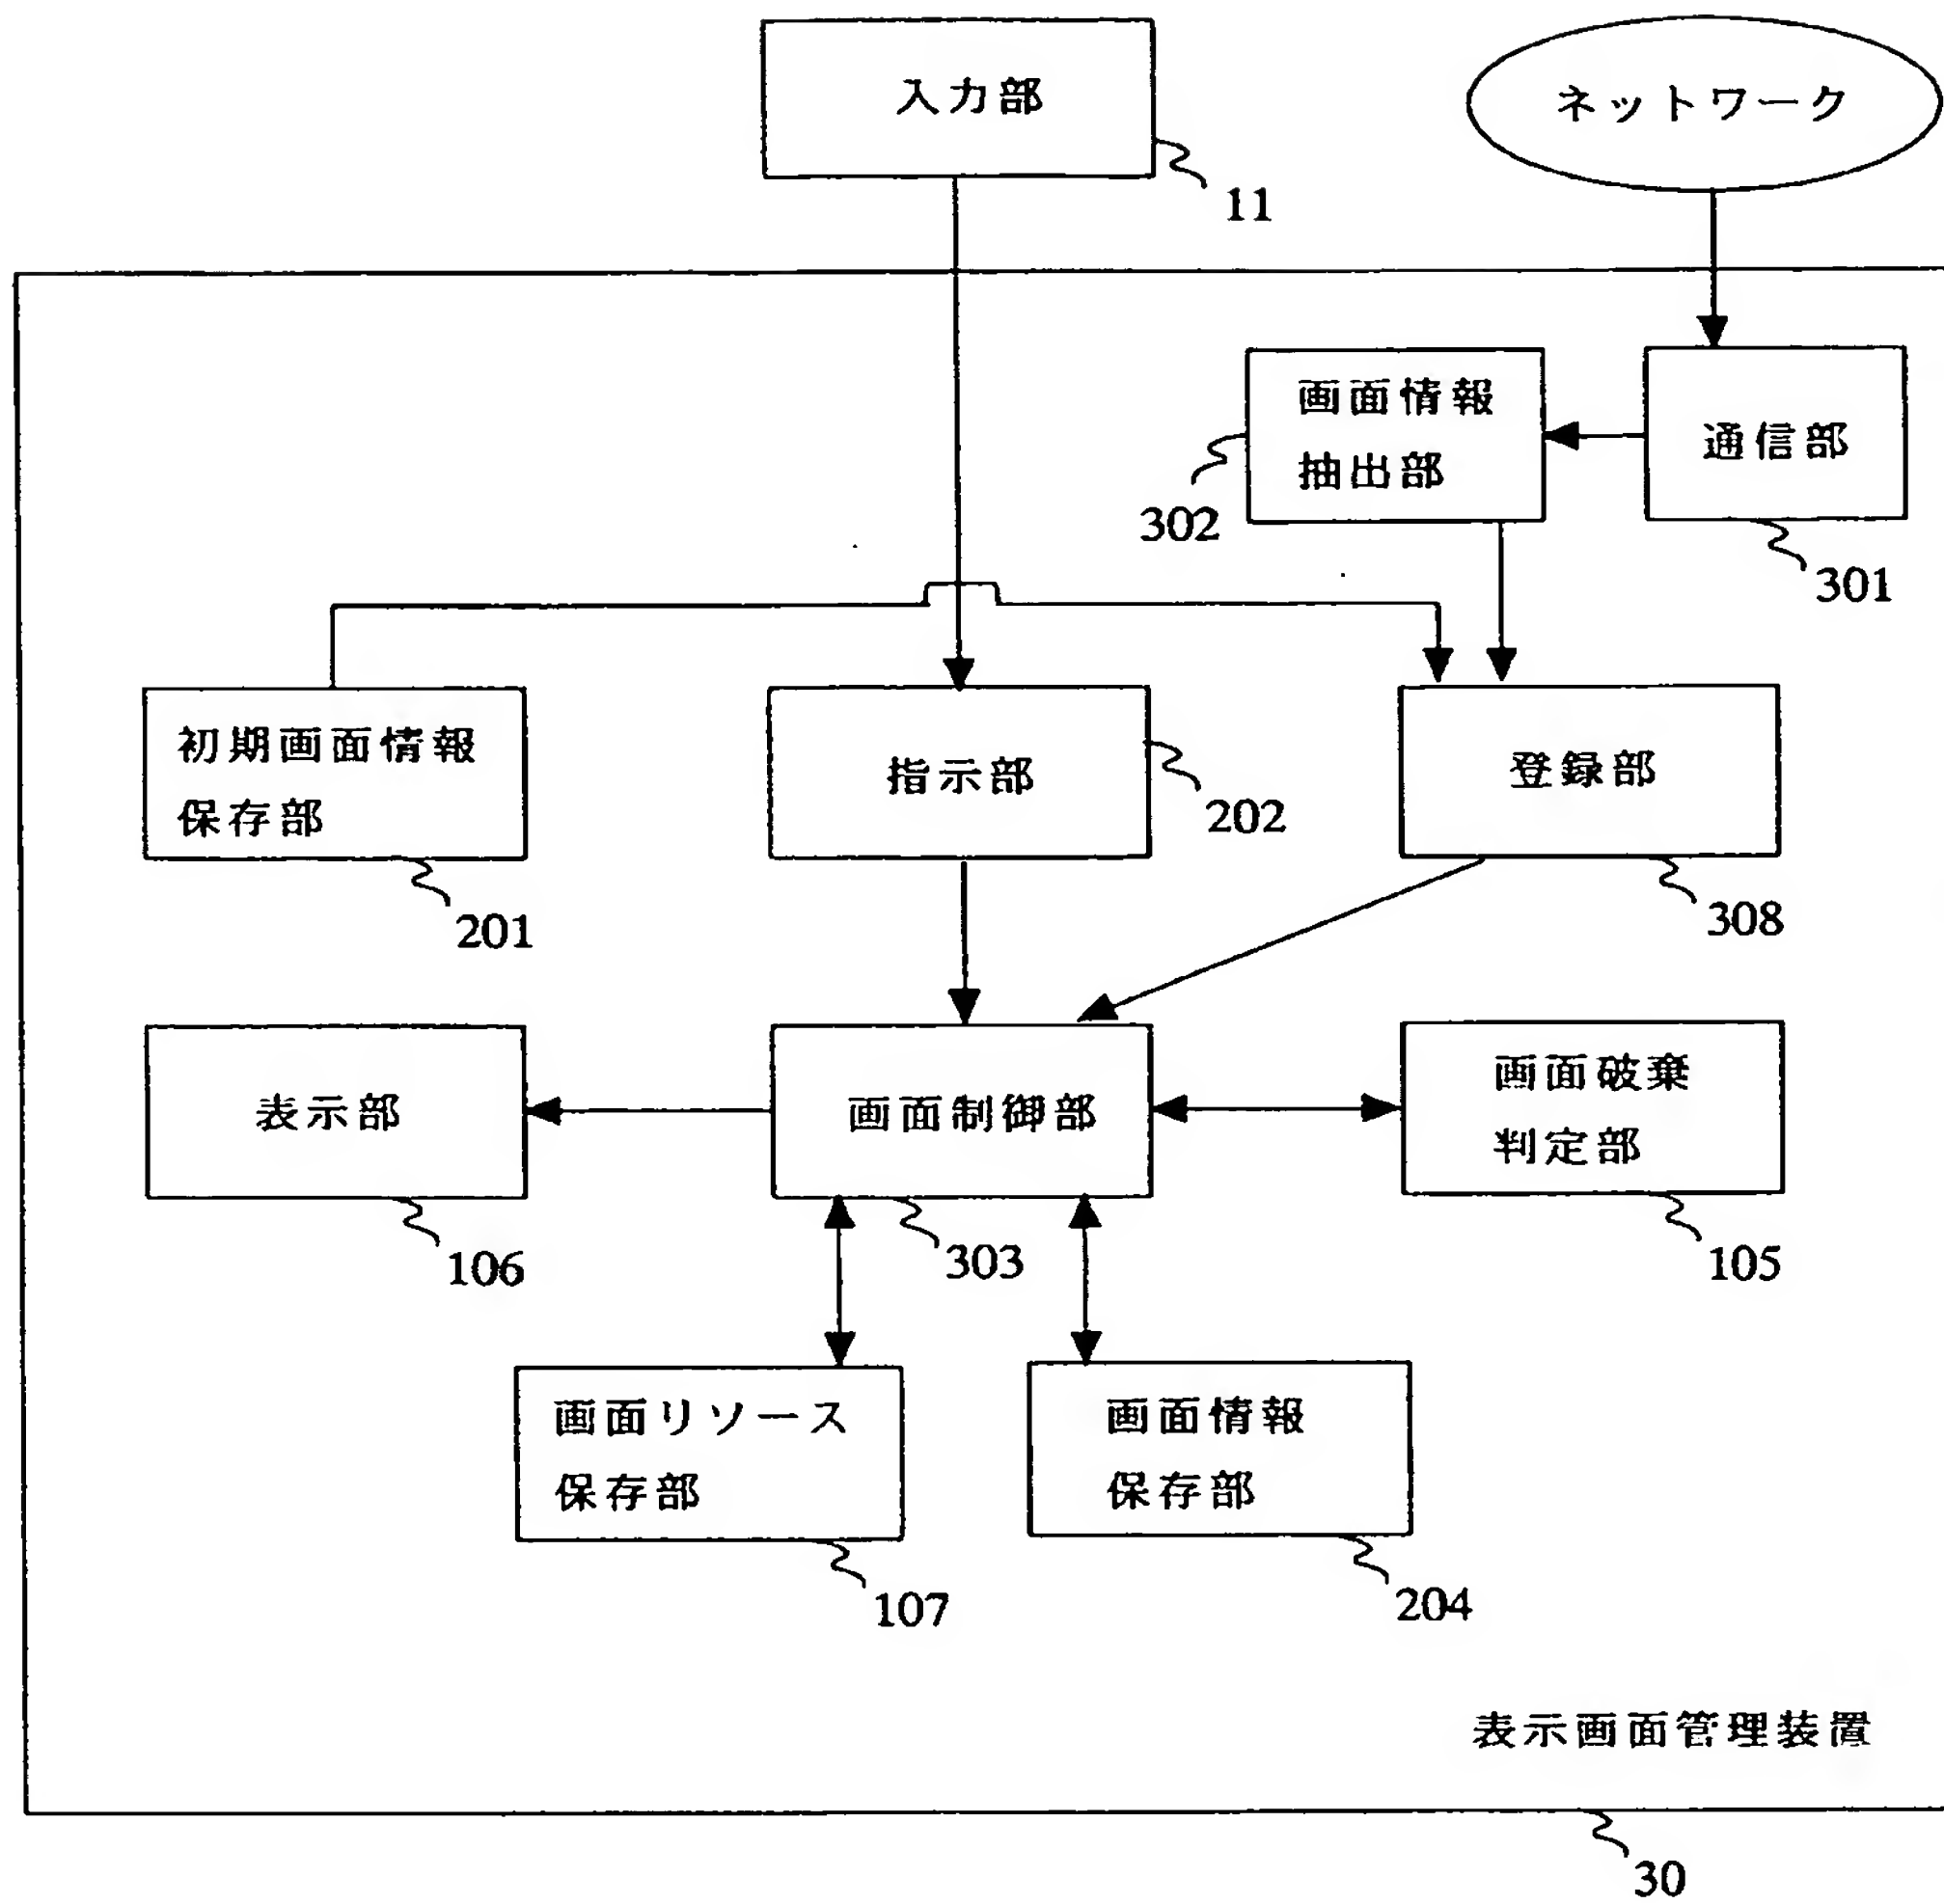 入力部
ネットワーク
11
画面情報
抽出部
通信部
302
301
初期画面情報
保存部
指示部
登録部
202
201
308
表示部
画面制御部
画面破棄
判定部
106
303
105
画面リソース
保存部
画面情報
保存部
107
204
表示画面管理装置
30